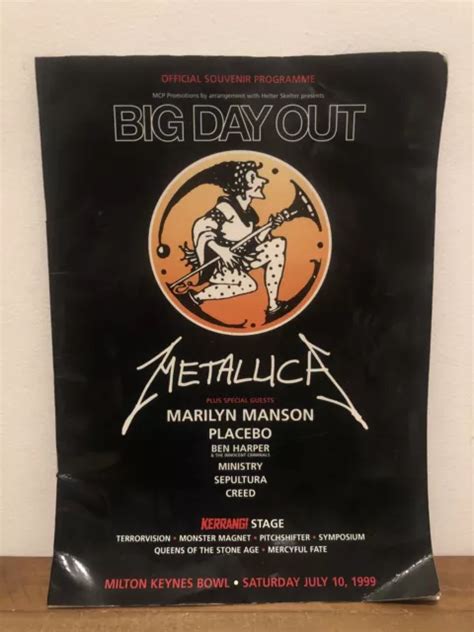 OFFICIAL SOUVENIR PROGRAMME
MCP Promotions by arrangement with Helter Skelter presents
BIG DAY OUT
METALLICA
PLUS SPECIAL GUESTS
MARILYN MANSON
PLACEBO
BEN HARPER
& THE INNOCENT CRIMINALS
MINISTRY
SEPULTURA
CREED
KERRANG! STAGE
TERRORVISION • MONSTER MAGNET • PITCHSHIFTER • SYMPOSIUM
QUEENS OF THE STONE AGE • MERCYFUL FATE
MILTON KEYNES BOWL • SATURDAY JULY 10, 1999